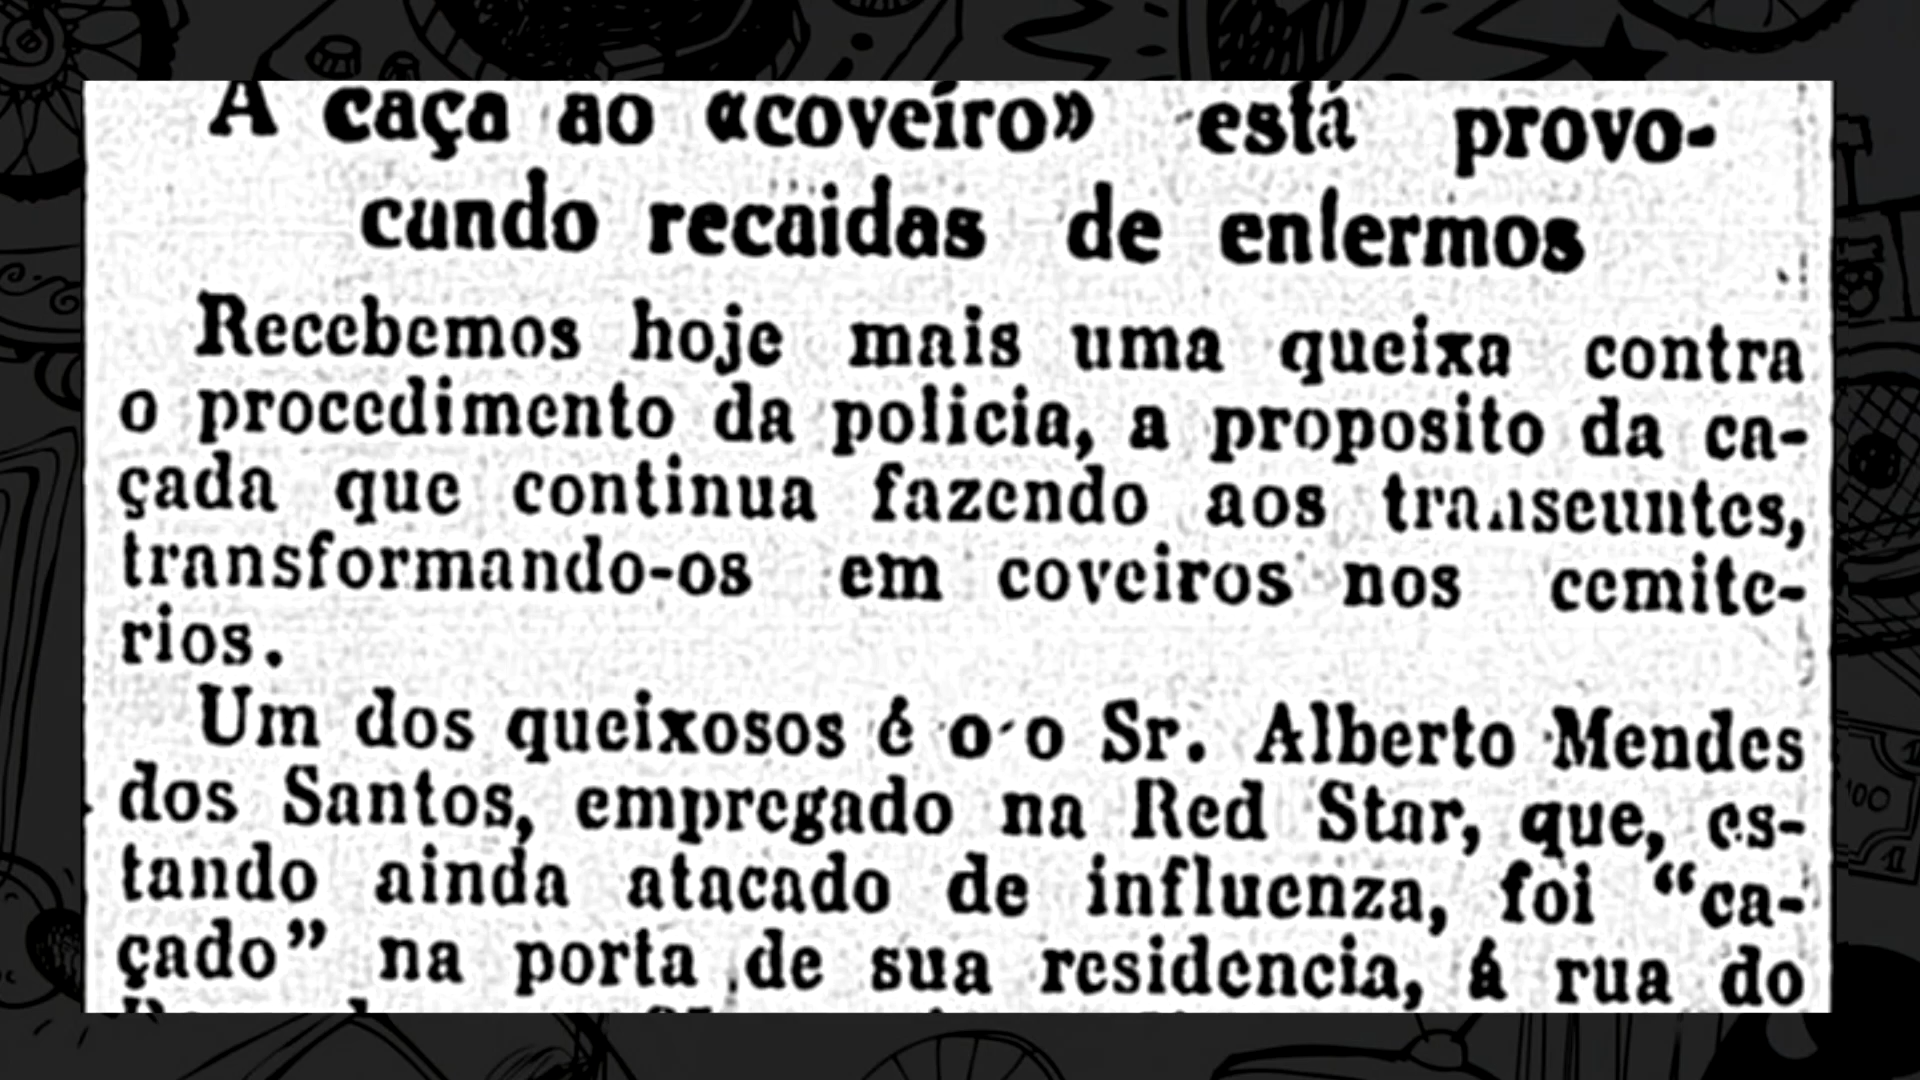 A caça ao «coveiro» está provo-
cando recaidas de enfermos
Recebemos hoje mais uma queixa contra
o procedimento da policia, a proposito da ca-
çada que continua fazendo aos transeuntes,
transformando-os em coveiros nos cemite-
rios.
Um dos queixosos é o o Sr. Alberto Mendes
dos Santos, empregado na Red Star, que, es-
tando ainda atacado de influenza, foi “ca-
çado” na porta de sua residencia, á rua do